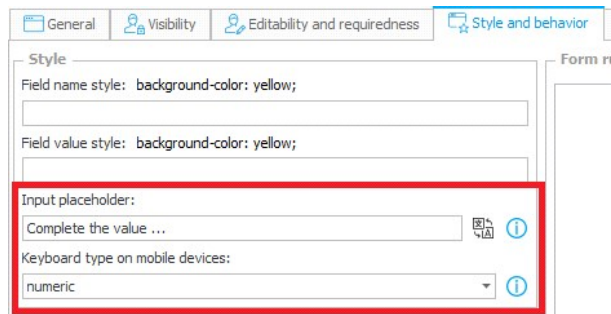 General Visibility Editability and requiredness Style and behavior
Style
Field name style: background-color: yellow;
Field value style: background-color: yellow;
Input placeholder:
Complete the value ...
Keyboard type on mobile devices:
numeric
Form